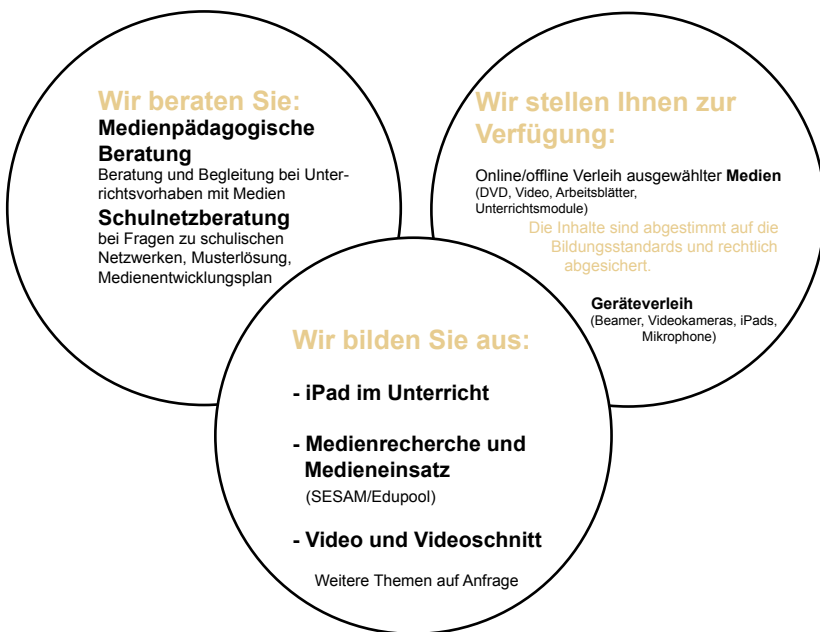 Wir beraten Sie:
Medienpädagogische
Beratung
Beratung und Begleitung bei Unter-
richtsvorhaben mit Medien
Schulnetzberatung
bei Fragen zu schulischen
Netzwerken, Musterlösung,
Medienentwicklungsplan
Wir stellen Ihnen zur
Verfügung:
Online/offline Verleih ausgewählter Medien
(DVD, Video, Arbeitsblätter,
Unterrichtsmodule)
Die Inhalte sind abgestimmt auf die
Bildungsstandards und rechtlich
abgesichert.
Geräteverleih
(Beamer, Videokameras, iPads,
Mikrophone)
Wir bilden Sie aus:
- iPad im Unterricht
- Medienrecherche und
Medieneinsatz
(SESAM/Edupool)
- Video und Videoschnitt
Weitere Themen auf Anfrage